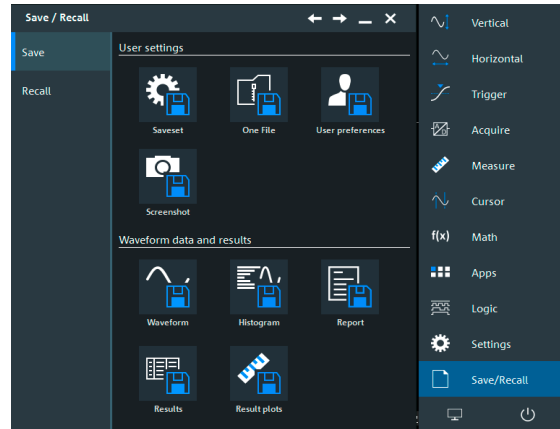 Save / Recall
Save
Recall
User settings
Saveset
One File
User preferences
Screenshot
Waveform data and results
Waveform
Histogram
Report
Results
Result plots
Vertical
Horizontal
Trigger
Acquire
Measure
Cursor
f(x) Math
Apps
Logic
Settings
Save/Recall